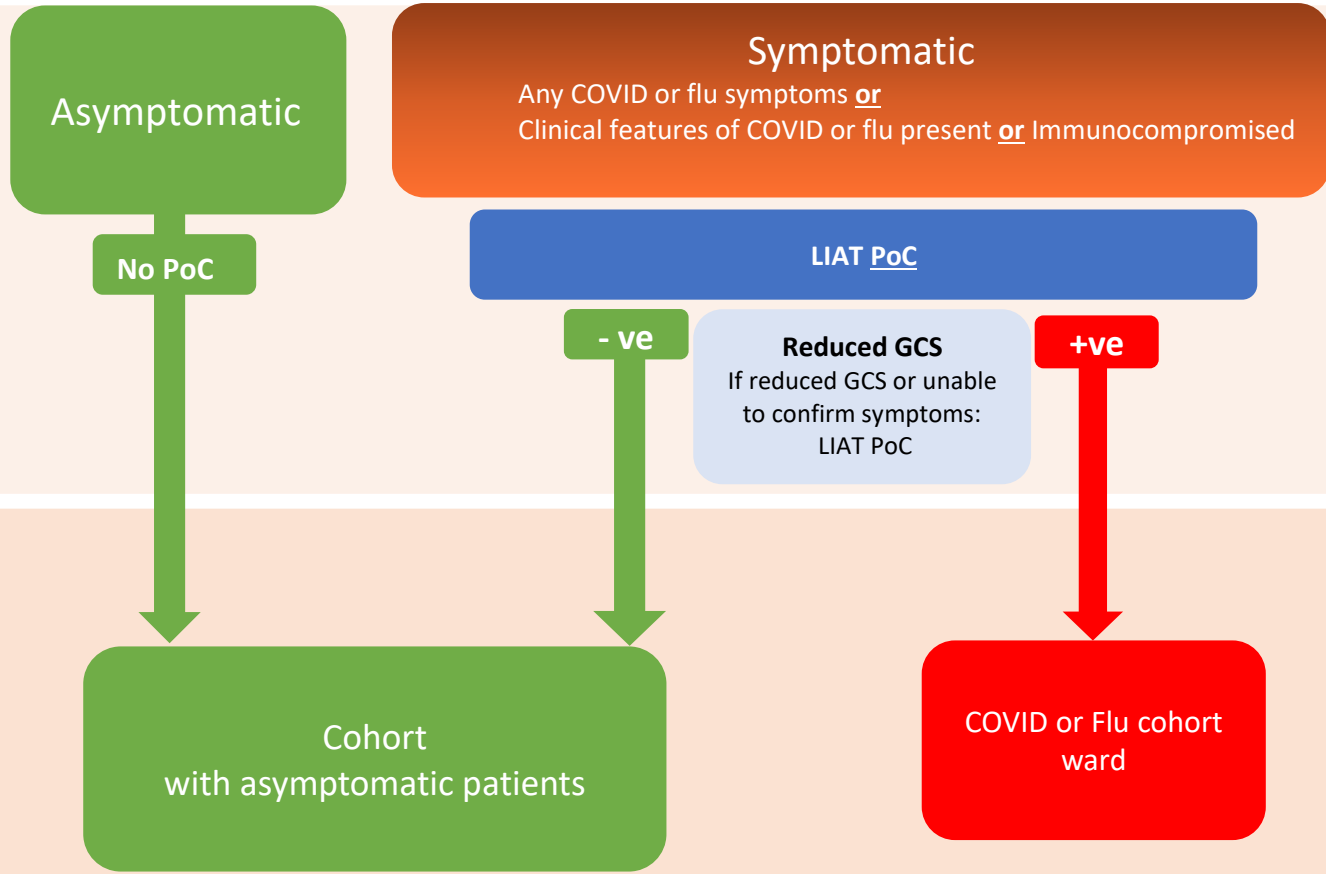 Asymptomatic
Symptomatic
Any COVID or flu symptoms or
Clinical features of COVID or flu present or Immunocompromised
No PoC
LIAT PoC
- ve
Reduced GCS
If reduced GCS or unable
to confirm symptoms:
LIAT PoC
+ve
Cohort
with asymptomatic patients
COVID or Flu cohort
ward